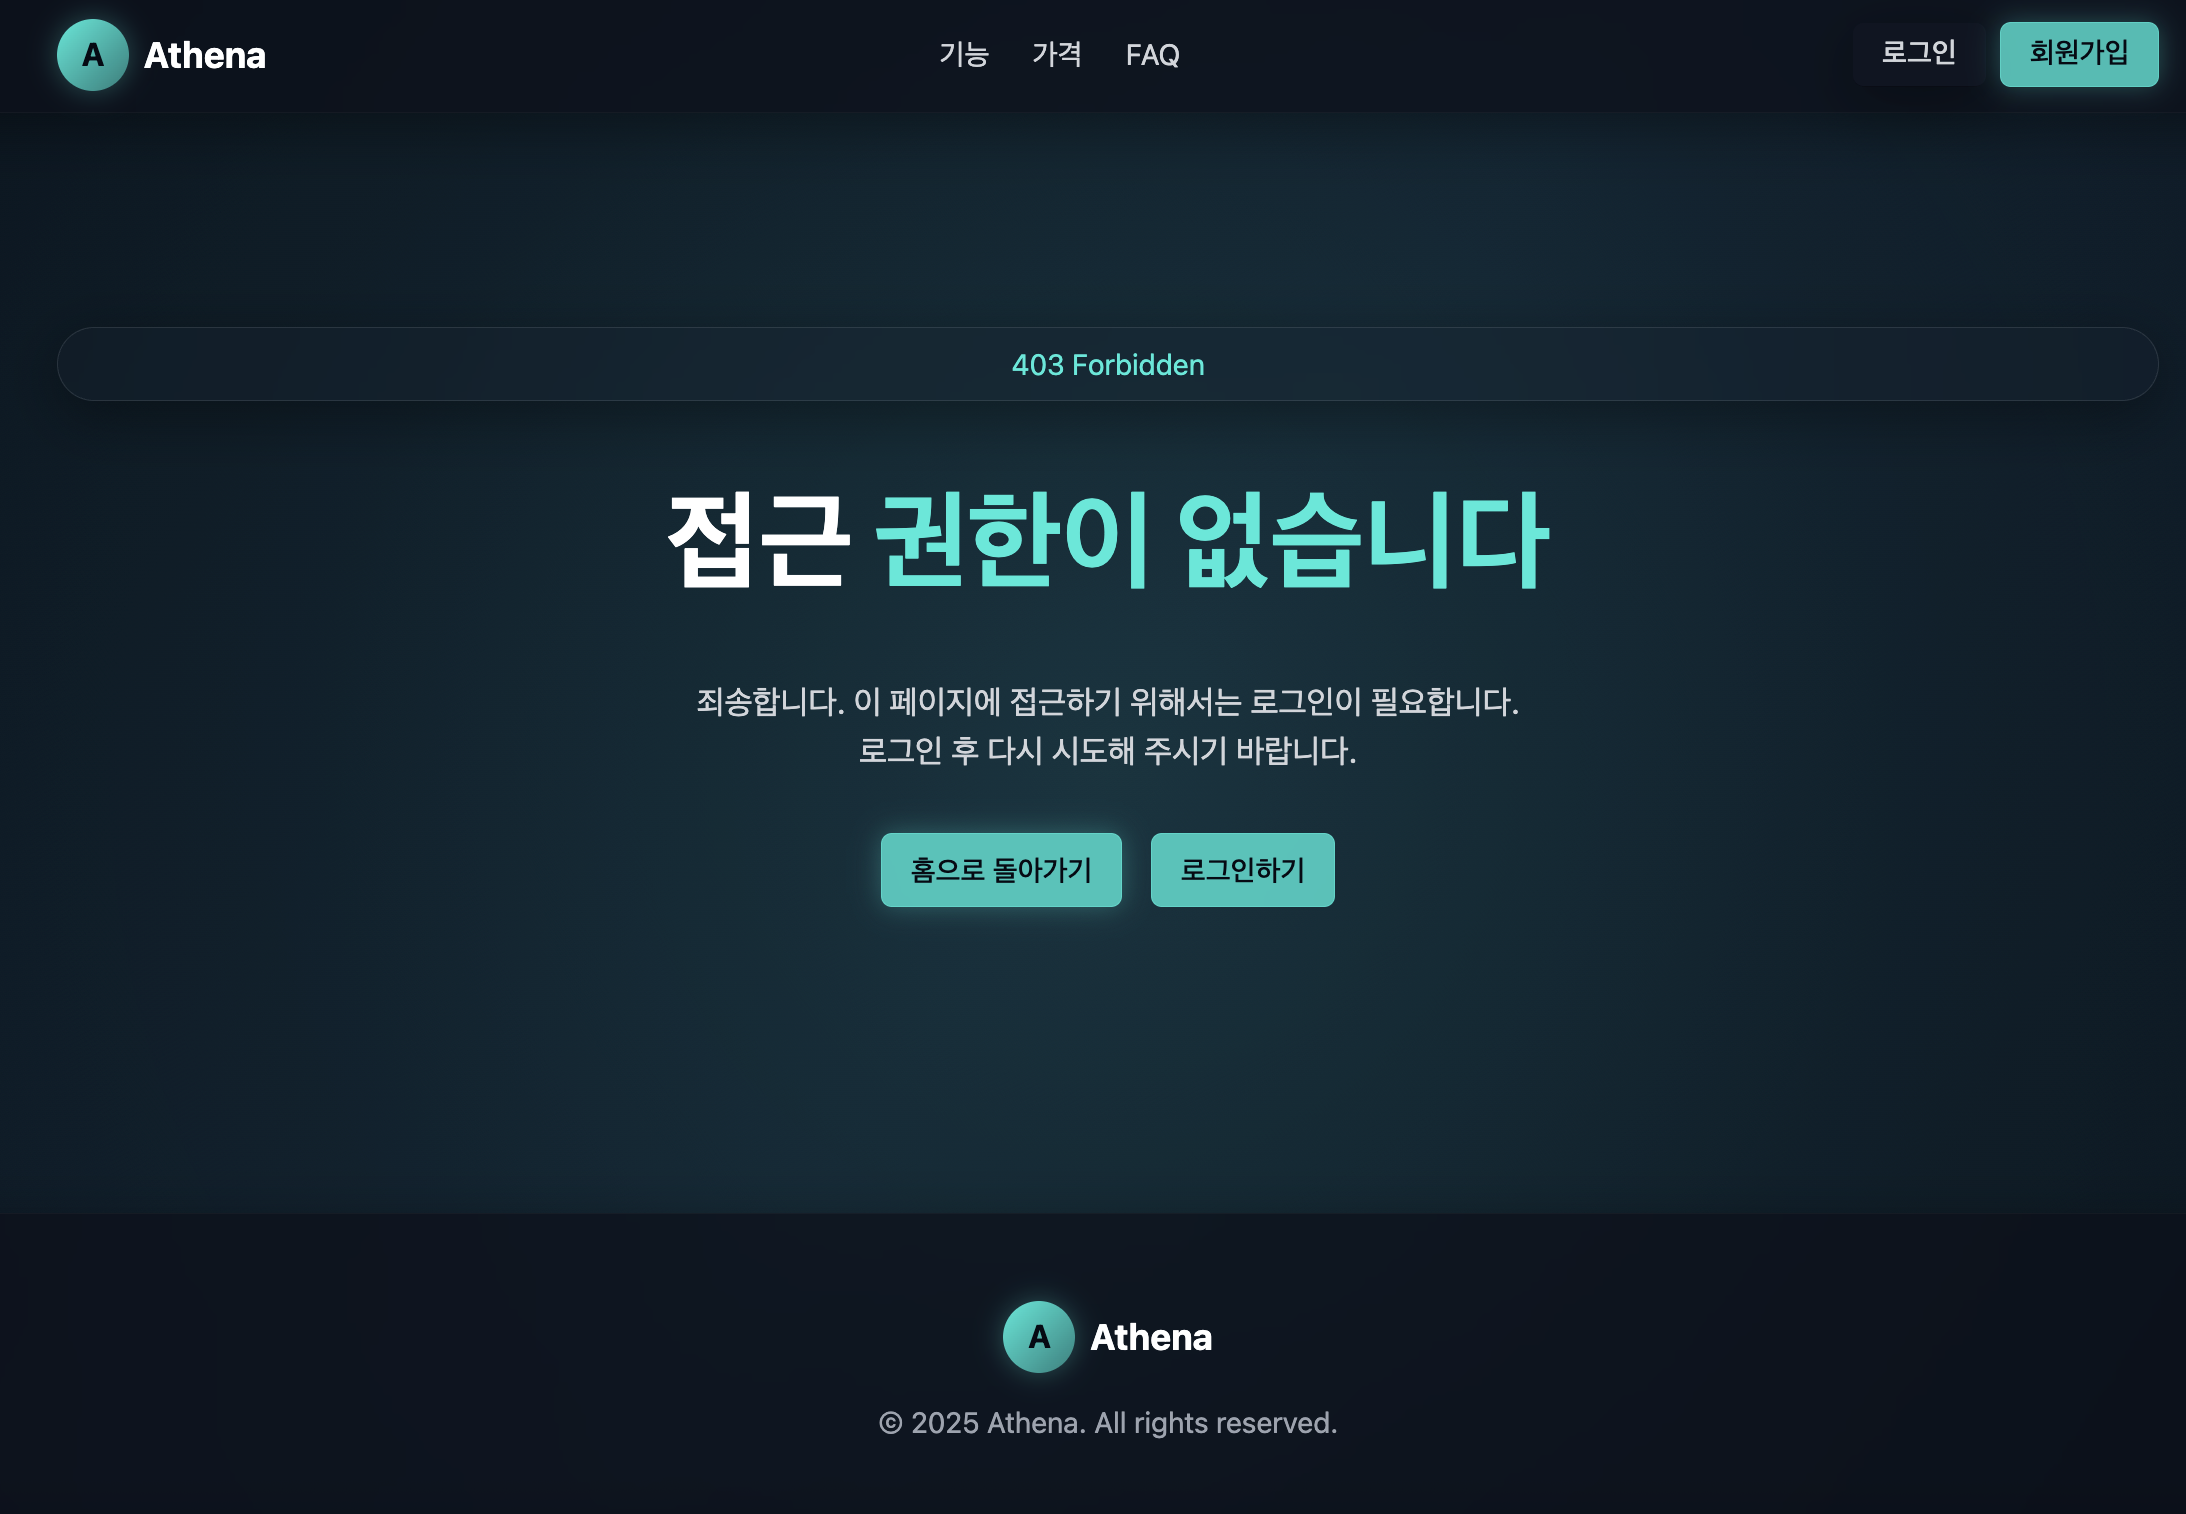 A Athena
기능 가격 FAQ
로그인 회원가입
403 Forbidden
접근 권한이 없습니다
죄송합니다. 이 페이지에 접근하기 위해서는 로그인이 필요합니다.
로그인 후 다시 시도해 주시기 바랍니다.
홈으로 돌아가기 로그인하기
A Athena
© 2025 Athena. All rights reserved.